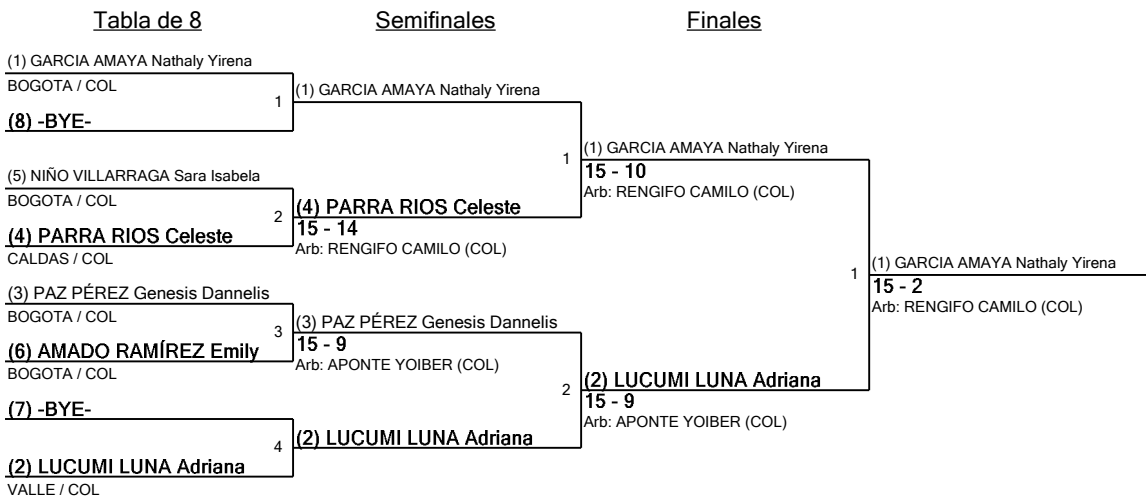 Tabla de 8
Semifinales
Finales
(1) GARCIA AMAYA Nathaly Yirena
BOGOTA / COL
1
(8) -BYE-
(5) NIÑO VILLARRAGA Sara Isabela
BOGOTA / COL
2
(4) PARRA RIOS Celeste
CALDAS / COL
(3) PAZ PÉREZ Genesis Dannelis
BOGOTA / COL
3
(6) AMADO RAMÍREZ Emily
BOGOTA / COL
(7) -BYE-
4
(2) LUCUMI LUNA Adriana
VALLE / COL
(1) GARCIA AMAYA Nathaly Yirena
1
(4) PARRA RIOS Celeste
15 - 14
Arb: RENGIFO CAMILO (COL)
(3) PAZ PÉREZ Genesis Dannelis
15 - 9
Arb: APONTE YOIBER (COL)
2
(2) LUCUMI LUNA Adriana
(1) GARCIA AMAYA Nathaly Yirena
15 - 10
Arb: RENGIFO CAMILO (COL)
1
(2) LUCUMI LUNA Adriana
15 - 9
Arb: APONTE YOIBER (COL)
(1) GARCIA AMAYA Nathaly Yirena
15 - 2
Arb: RENGIFO CAMILO (COL)